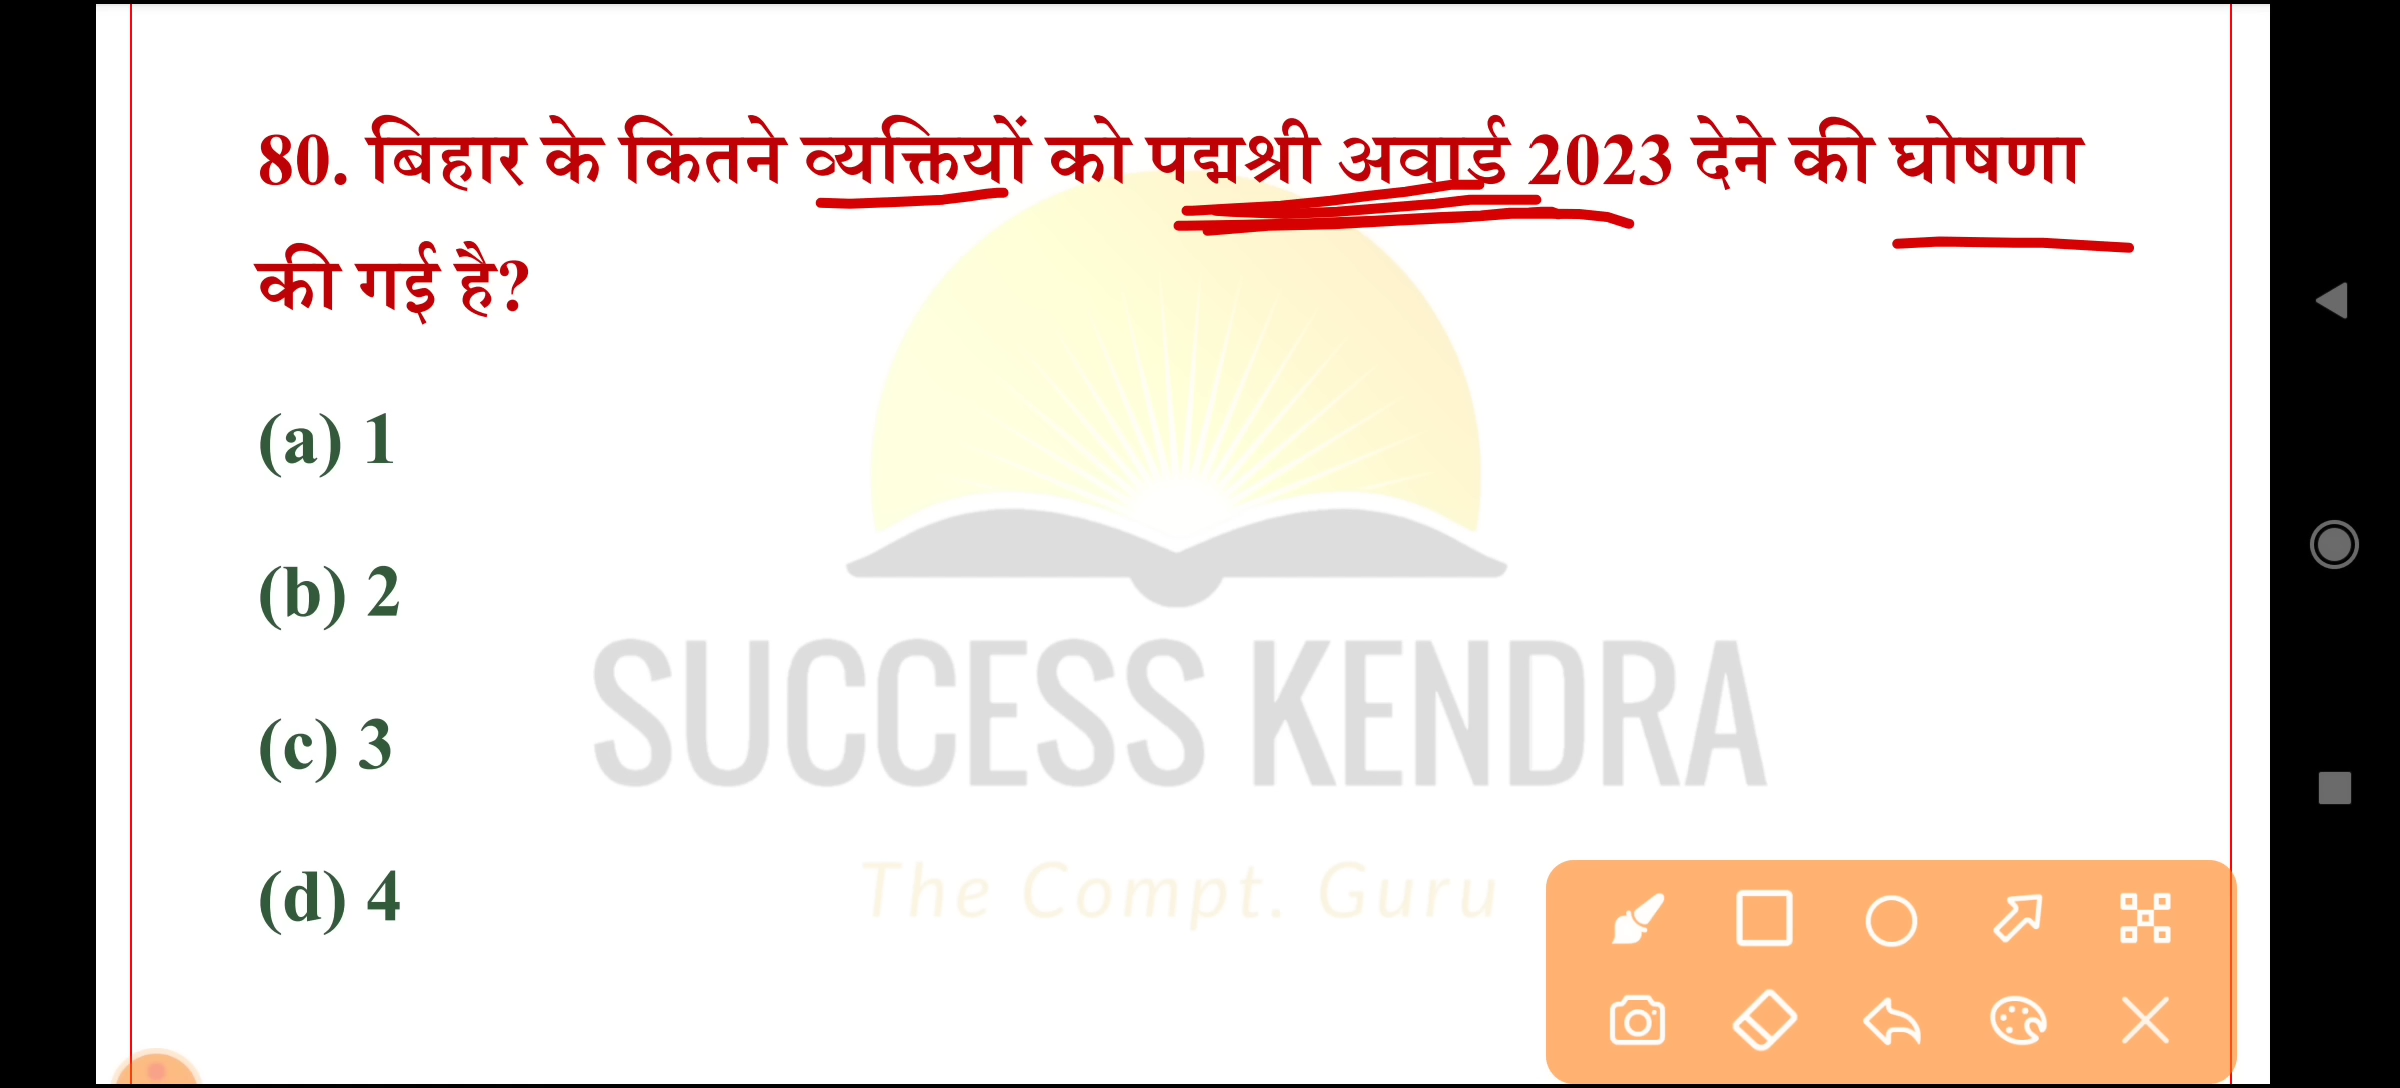 80. बिहार के कितने व्यक्तियों को पद्मश्री अवार्ड 2023 देने की घोषणा
की गई है?
(a) 1
(b) 2
(c) 3
(d) 4
SUCCESS KENDRA
The Compt. Guru